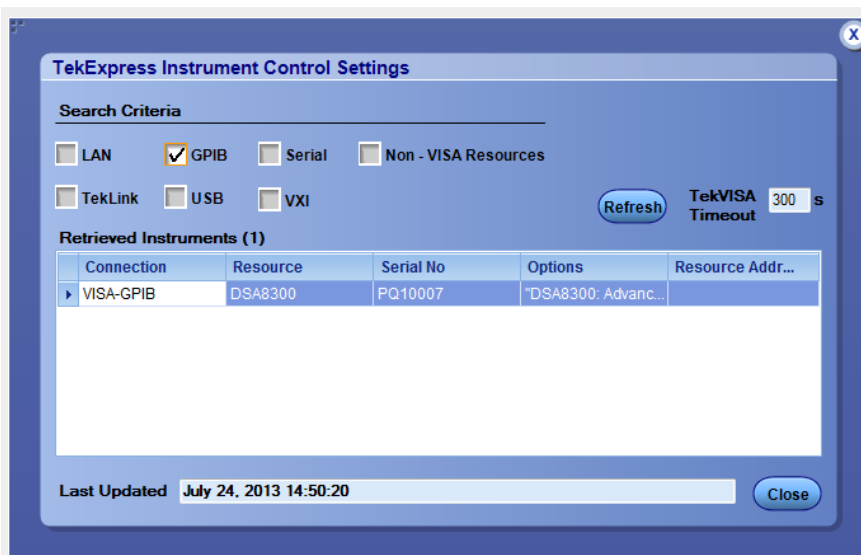 X
TekExpress Instrument Control Settings
Search Criteria
LAN GPIB Serial Non - VISA Resources
TekLink USB VXI Refresh TekVISA Timeout 300 s
Retrieved Instruments (1)
Connection Resource Serial No Options Resource Addr...
VISA-GPIB DSA8300 PQ10007 "DSA8300: Advanc...
Last Updated July 24, 2013 14:50:20 Close